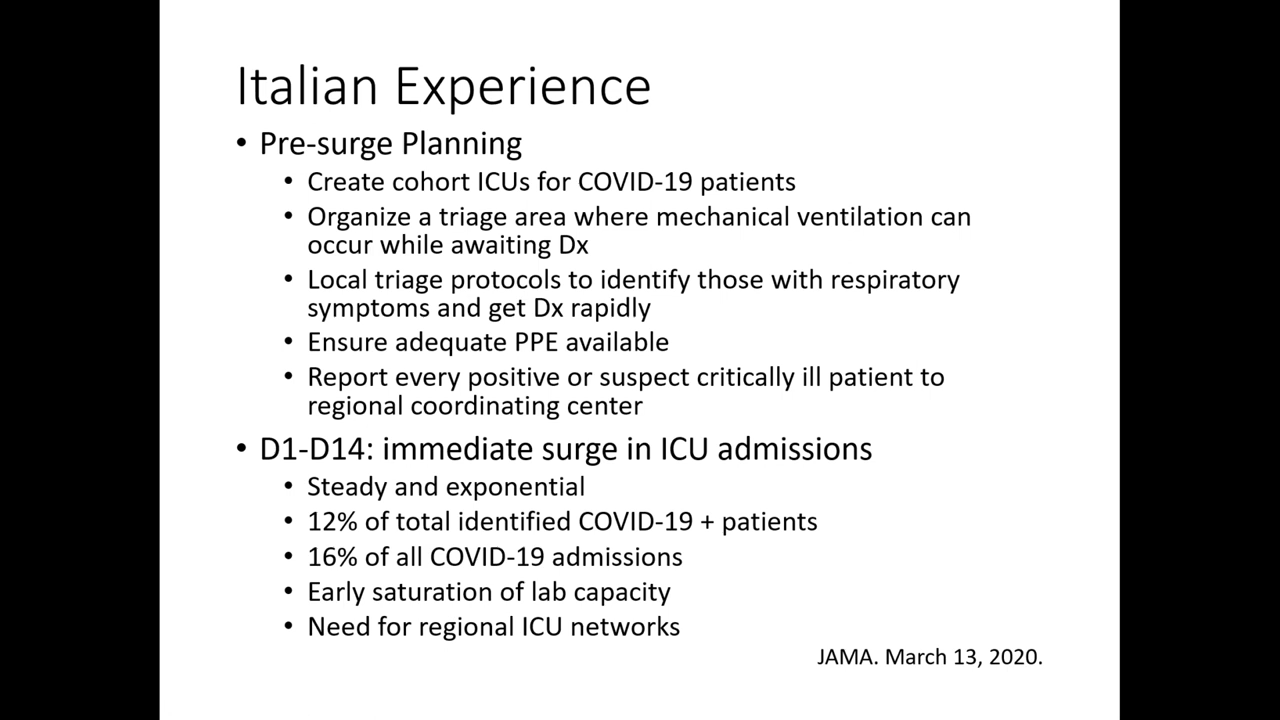 Italian Experience
• Pre-surge Planning
• Create cohort ICUs for COVID-19 patients
• Organize a triage area where mechanical ventilation can
occur while awaiting Dx
• Local triage protocols to identify those with respiratory
symptoms and get Dx rapidly
• Ensure adequate PPE available
• Report every positive or suspect critically ill patient to
regional coordinating center
• D1-D14: immediate surge in ICU admissions
• Steady and exponential
• 12% of total identified COVID-19 + patients
• 16% of all COVID-19 admissions
• Early saturation of lab capacity
• Need for regional ICU networks
JAMA. March 13, 2020.